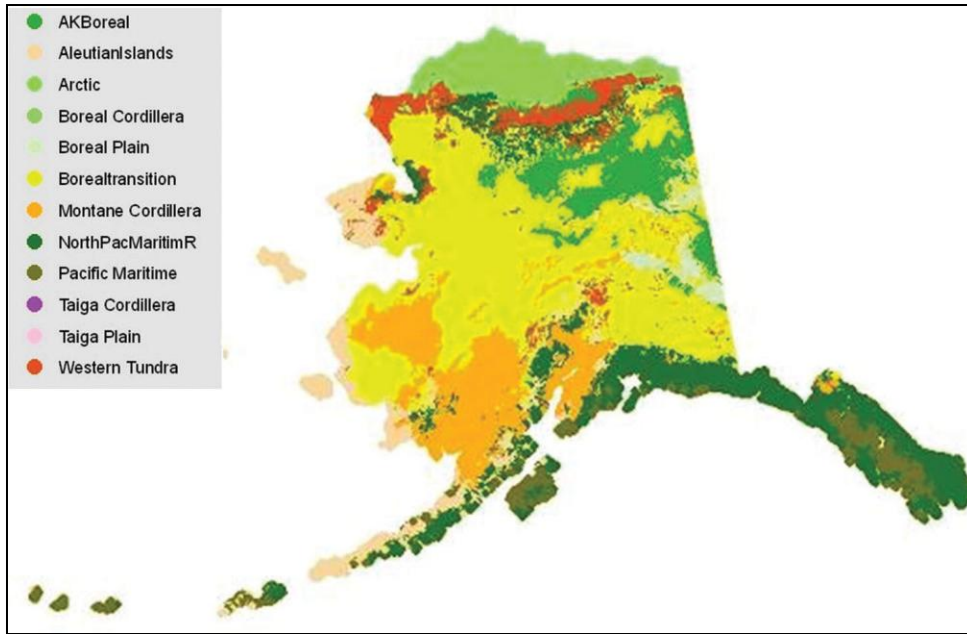 AKBoreal
AleutianIslands
Arctic
Boreal Cordillera
Boreal Plain
Borealtransition
Montane Cordillera
NorthPacMaritimR
Pacific Maritime
Taiga Cordillera
Taiga Plain
Western Tundra